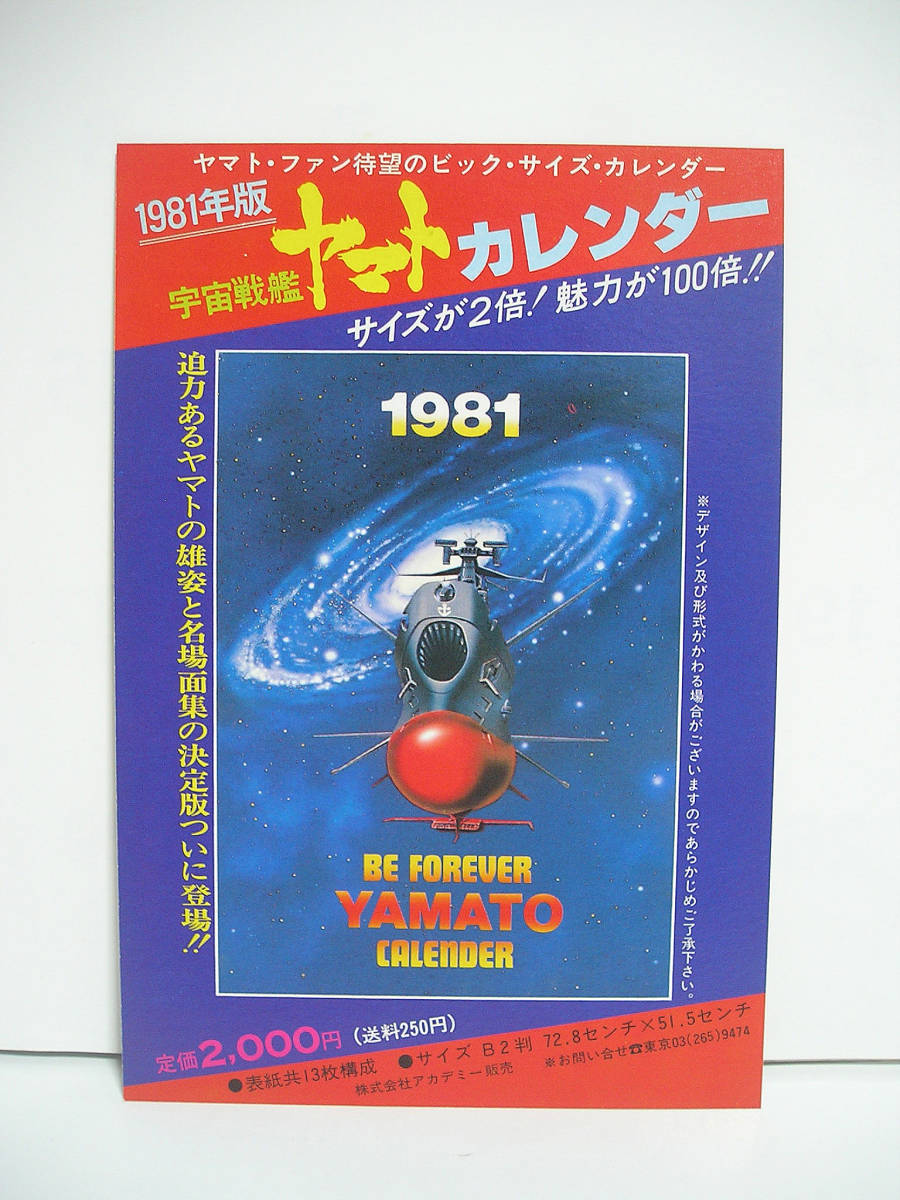 ヤマト・ファン待望のビック・サイズ・カレンダー
1981年版
宇宙戦艦ヤマトカレンダー
サイズが2倍!魅力が100倍!!
迫力あるヤマトの雄姿と名場面集の決定版ついに登場!!
1981
BE FOREVER
YAMATO
CALENDER
※デザイン及び形式がかわる場合がございますのであらかじめご了承下さい。
定価2,000円(送料250円)
●表紙共13枚構成 ●サイズ B2判 72.8センチ×51.5センチ
株式会社アカデミー販売 ※お問い合せ☎東京03(265)9474